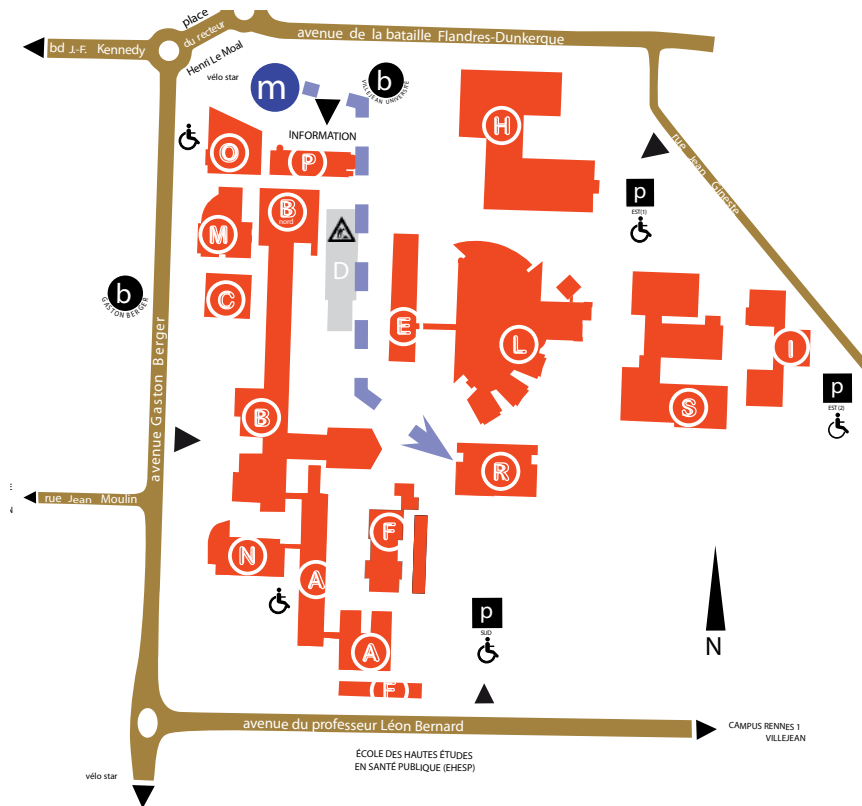 place
du recteur
Henri Le Moal
avenue de la bataille Flandres-Dunkerque
bd J.-F. Kennedy
vélo star
m
b
VILLEJEAN UNIVERSITÉ
INFORMATION
O
P
H
rue Jean Gineste
p
EST(1)
M
B
nord
D
C
b
GASTON BERGER
E
L
I
S
p
EST (2)
avenue Gaston Berger
B
R
E
N
rue Jean Moulin
F
N
A
p
SUD
A
F
N
avenue du professeur Léon Bernard
CAMPUS RENNES 1
VILLEJEAN
ÉCOLE DES HAUTES ÉTUDES
EN SANTÉ PUBLIQUE (EHESP)
vélo star